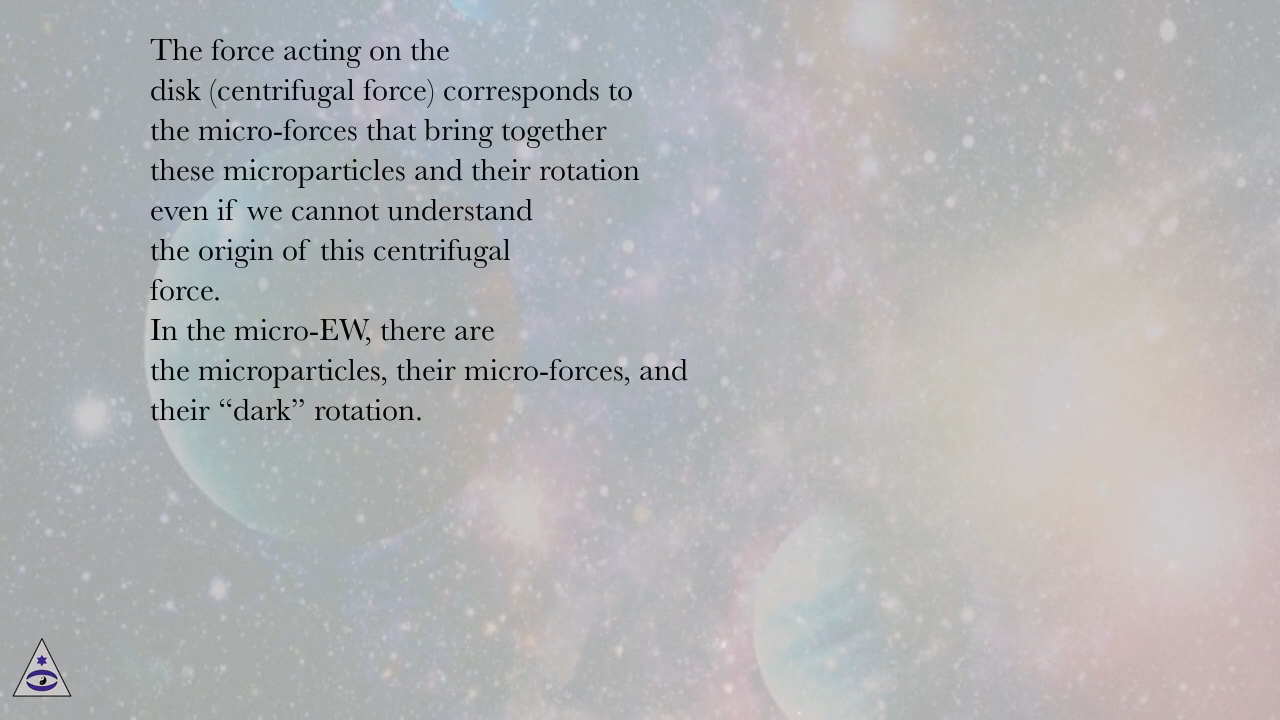 The force acting on the
disk (centrifugal force) corresponds to
the micro-forces that bring together
these microparticles and their rotation
even if we cannot understand
the origin of this centrifugal
force.
In the micro-EW, there are
the microparticles, their micro-forces, and
their “dark” rotation.